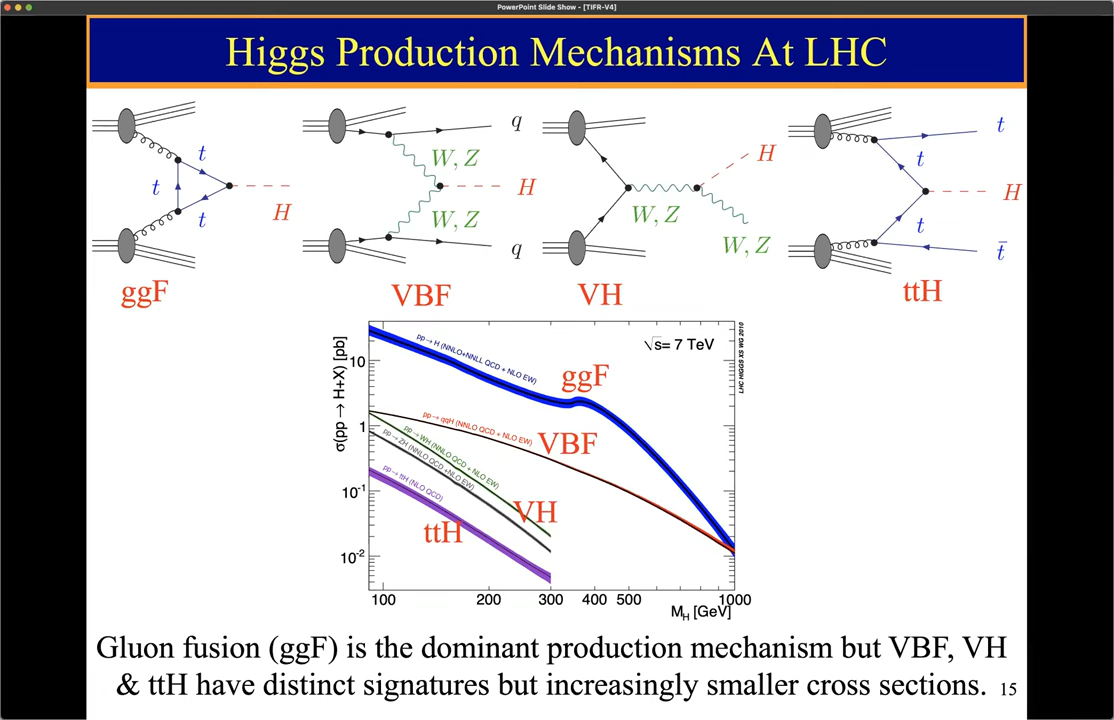 PowerPoint Slide Show - [TIFR-V4]
Higgs Production Mechanisms At LHC
t
t
t
H
ggF
q
W, Z
H
W, Z
q
VBF
H
W, Z
W, Z
VH
t
t
H
t
t̄
ttH
σ(pp → H+X) [pb]
10
1
10⁻¹
10⁻²
pp → H (NNLO+NNLL QCD + NLO EW)
√s= 7 TeV
LHC HIGGS XS WG 2010
ggF
pp → qqH (NNLO QCD + NLO EW)
VBF
pp → WH (NNLO QCD + NLO EW)
pp → ZH (NNLO QCD +NLO EW)
pp → ttH (NLO QCD)
VH
ttH
100 200 300 400 500 1000
M_H [GeV]
Gluon fusion (ggF) is the dominant production mechanism but VBF, VH
& ttH have distinct signatures but increasingly smaller cross sections.
15